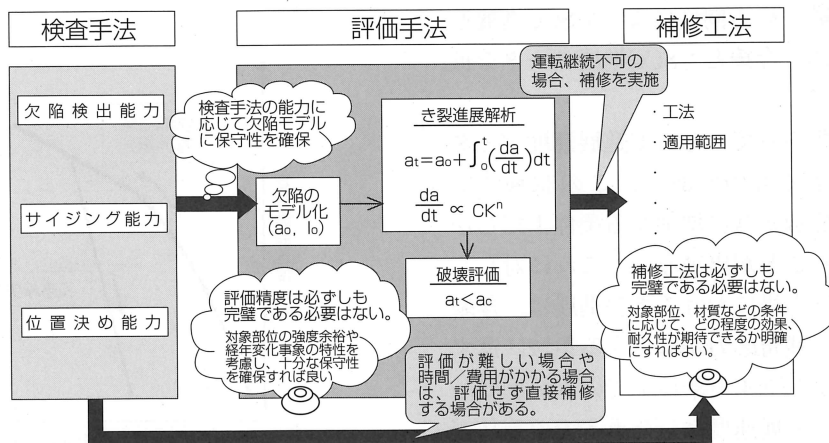 検査手法
評価手法
補修工法
欠陥検出能力
サイジング能力
位置決め能力
検査手法の能力に
応じて欠陥モデル
に保守性を確保
欠陥の
モデル化
(a₀, l₀)
き裂進展解析
at=a₀+∫₀ᵗ(da/dt)dt
da/dt ∝ CKⁿ
破壊評価
at<ac
評価精度は必ずしも
完璧である必要はない。
対象部位の強度余裕や
経年変化事象の特性を
考慮し、十分な保守性
を確保すれば良い
運転継続不可の
場合、補修を実施
・工法
・適用範囲
・
・
・
補修工法は必ずしも
完璧である必要はない。
対象部位、材質などの条件
に応じて、どの程度の効果、
耐久性が期待できるか明確
にすればよい。
評価が難しい場合や
時間／費用がかかる場合
は、評価せず直接補修
する場合がある。